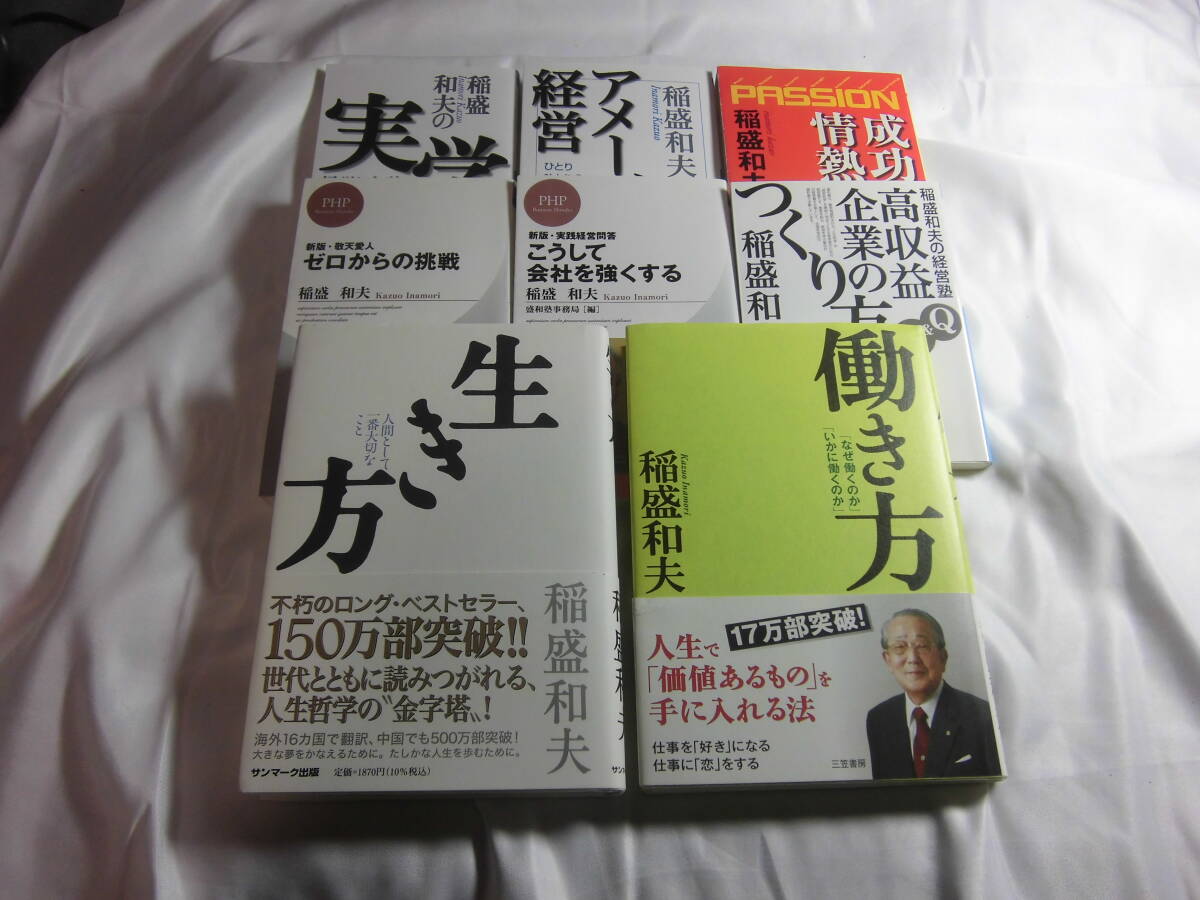 稲盛
和夫の
Inamori Kazuo
実学
アメー
経営
ひとり
稲盛和夫
Inamori Kazuo
PASSION
成功
情熱
稲盛和夫
PHP
Business Shinsho
新版・敬天愛人
ゼロからの挑戦
稲盛 和夫 Kazuo Inamori
PHP
Business Shinsho
新版・実践経営問答
こうして
会社を強くする
稲盛 和夫 Kazuo Inamori
盛和塾事務局[編]
稲盛和夫の経営塾
Q
&
高収益
企業の
つくり方
稲盛和
生き方
人間として
一番大切な
こと
稲盛和夫
不朽のロング・ベストセラー、
150万部突破!!
世代とともに読みつがれる、
人生哲学の〝金字塔〟!
海外16カ国で翻訳、中国でも500万部突破!
大きな夢をかなえるために。たしかな人生を歩むために。
サンマーク出版 定価=1870円(10%税込)
働き方
「なぜ働くのか」
「いかに働くのか」
稲盛和夫
Kazuo Inamori
17万部突破!
人生で
「価値あるもの」を
手に入れる法
仕事を「好き」になる
仕事に「恋」をする
三笠書房